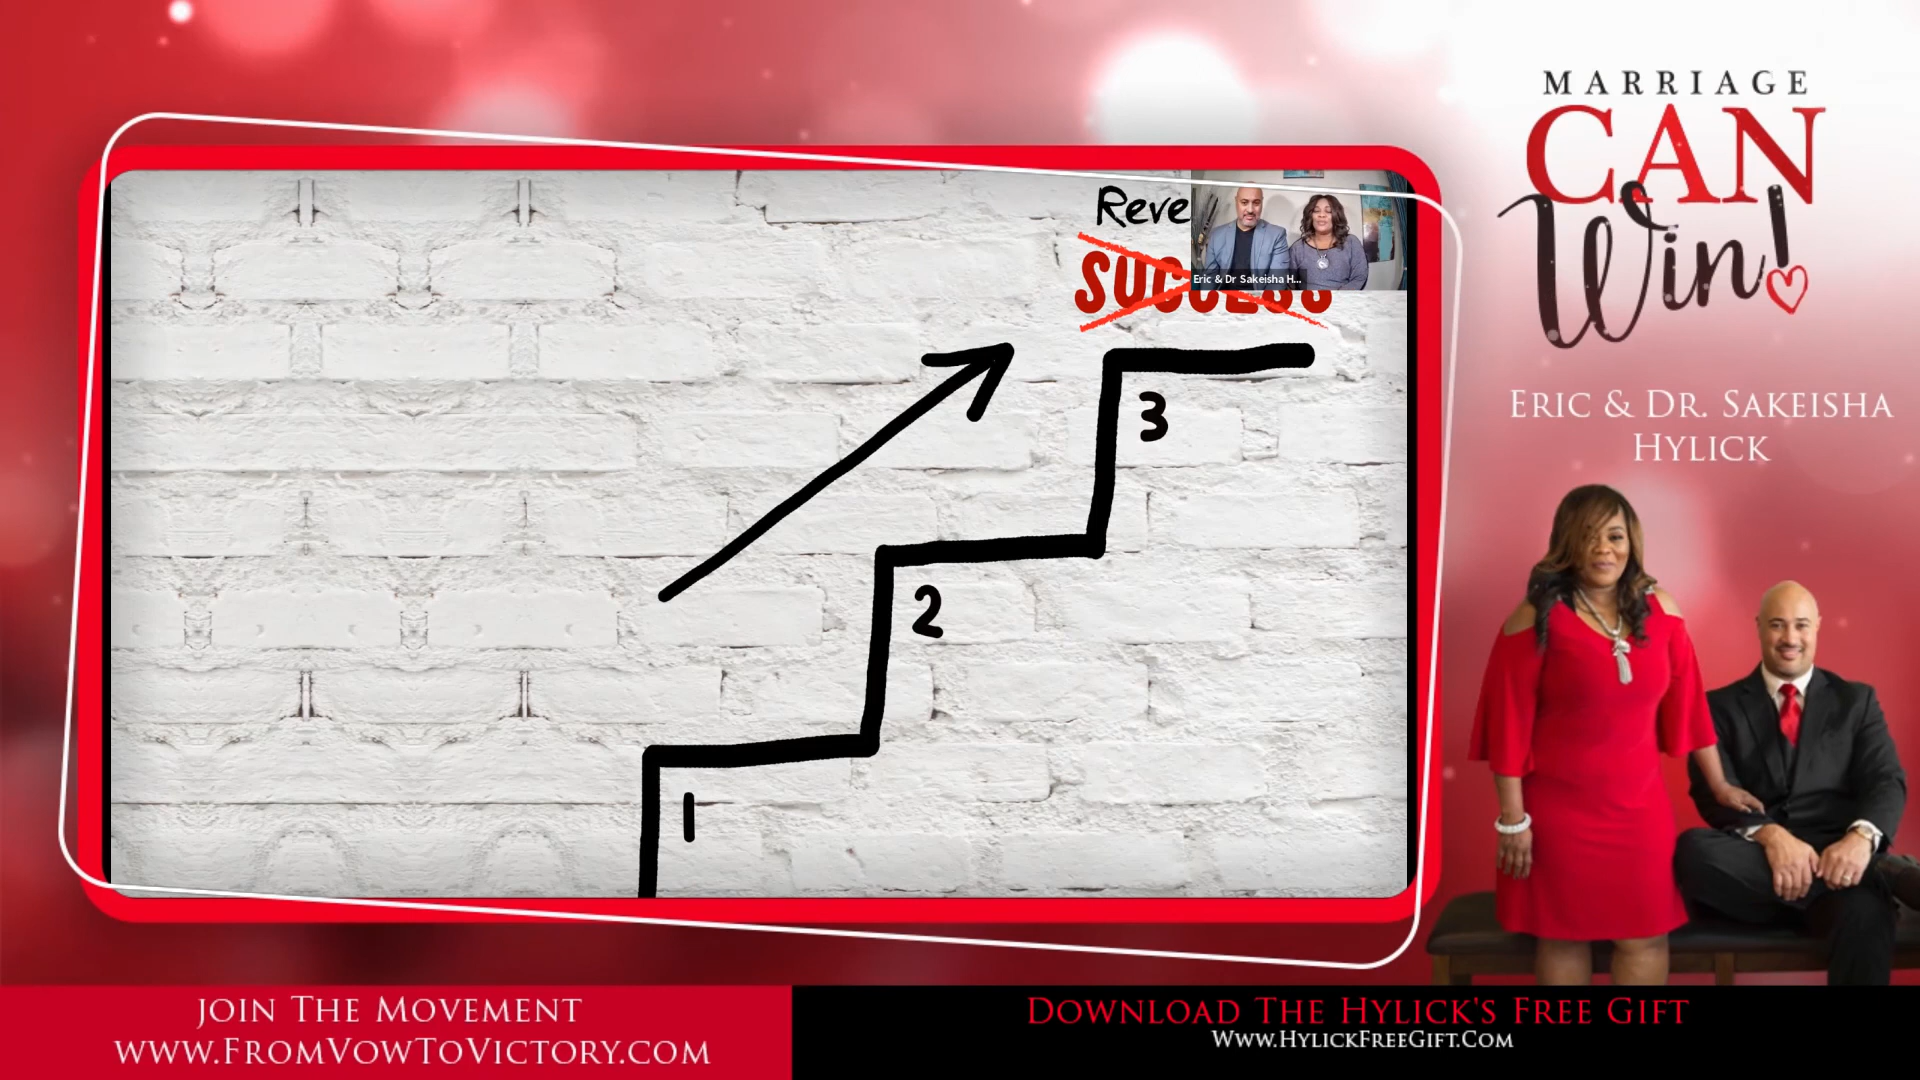 MARRIAGE
CAN
Win!
ERIC & DR. SAKEISHA
HYLICK
Reve
SUCCESS
Eric & Dr Sakeisha H...
3
2
1
JOIN THE MOVEMENT
WWW.FROMVOWTOVICTORY.COM
DOWNLOAD THE HYLICK'S FREE GIFT
WWW.HYLICKFREEGIFT.COM